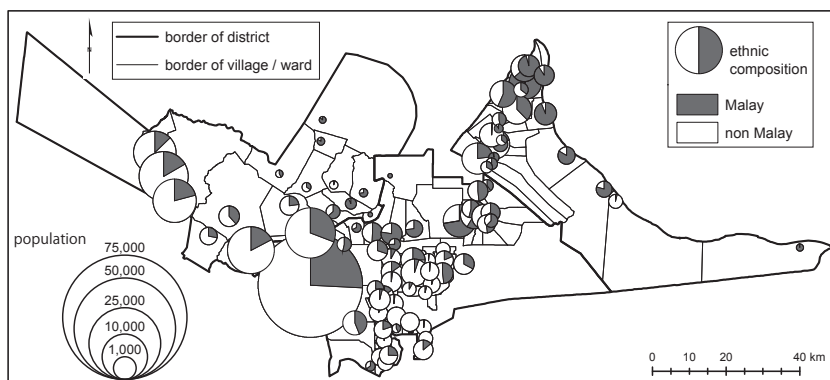 N
border of district
border of village / ward
ethnic
composition
Malay
non Malay
population
75,000
50,000
25,000
10,000
1,000
0 10 20 40 km